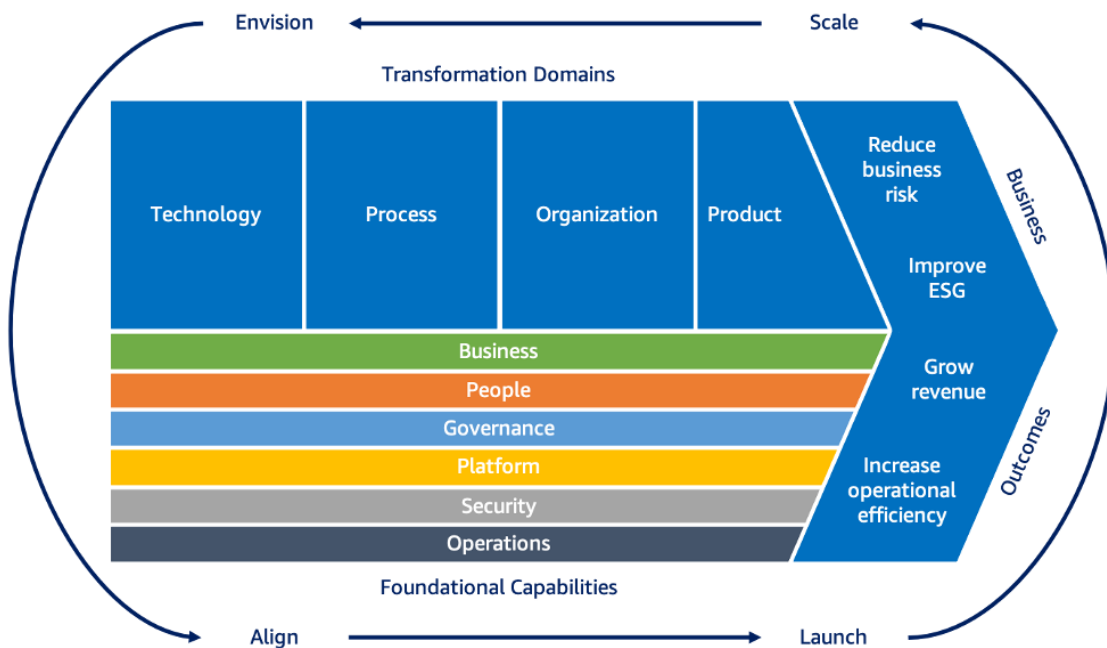 Envision
Scale
Transformation Domains
Technology
Process
Organization
Product
Reduce
business
risk
Improve
ESG
Grow
revenue
Increase
operational
efficiency
Business
Outcomes
Business
People
Governance
Platform
Security
Operations
Foundational Capabilities
Align
Launch